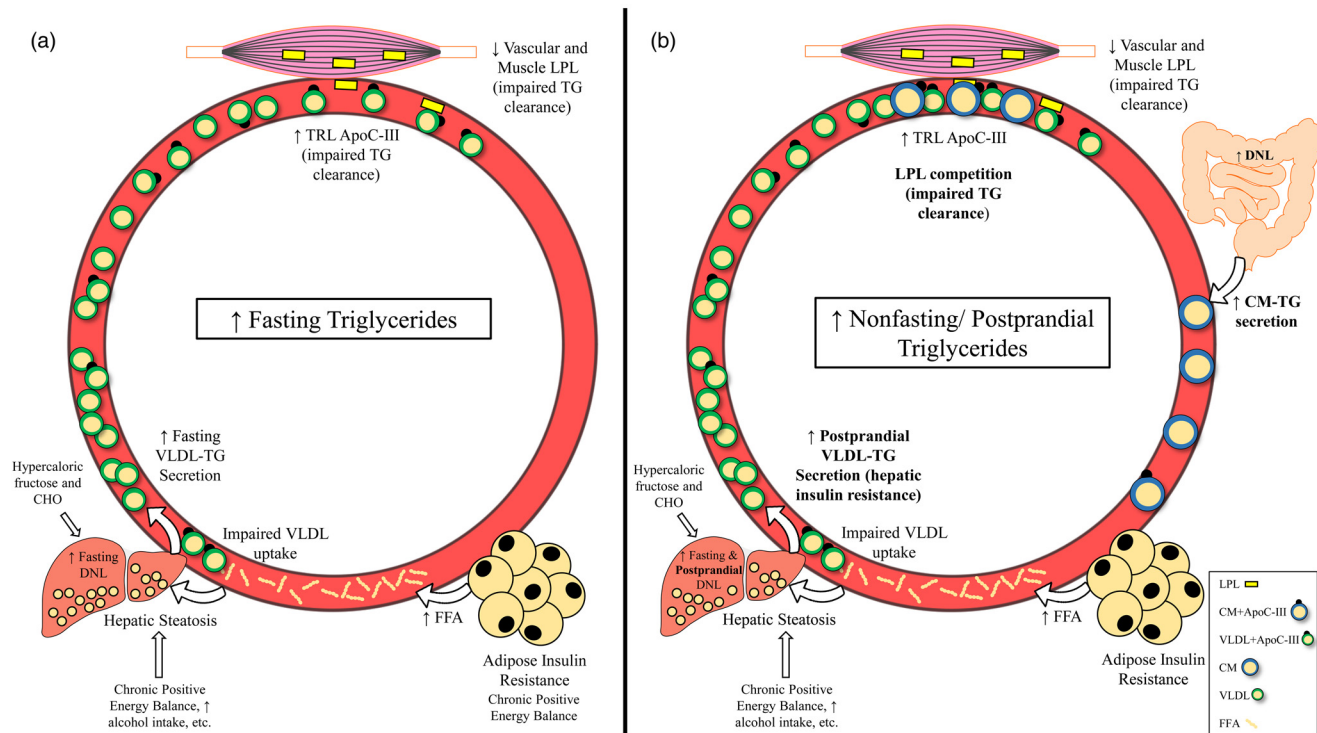 (a)
↓ Vascular and
Muscle LPL
(impaired TG
clearance)
↑ TRL ApoC-III
(impaired TG
clearance)
↑ Fasting Triglycerides
↑ Fasting
VLDL-TG
Secretion
Hypercaloric
fructose and
CHO
↑ Fasting
DNL
Impaired VLDL
uptake
Hepatic Steatosis
↑ FFA
Chronic Positive
Energy Balance, ↑
alcohol intake, etc.
Adipose Insulin
Resistance
Chronic Positive
Energy Balance
(b)
↓ Vascular and
Muscle LPL
(impaired TG
clearance)
↑ TRL ApoC-III
LPL competition
(impaired TG
clearance)
↑ DNL
↑ CM-TG
secretion
↑ Nonfasting/ Postprandial
Triglycerides
↑ Postprandial
VLDL-TG
Secretion (hepatic
insulin resistance)
Hypercaloric
fructose and
CHO
↑ Fasting &
Postprandial
DNL
Impaired VLDL
uptake
Hepatic Steatosis
↑ FFA
Chronic Positive
Energy Balance, ↑
alcohol intake, etc.
Adipose Insulin
Resistance
LPL
CM+ApoC-III
VLDL+ApoC-III
CM
VLDL
FFA